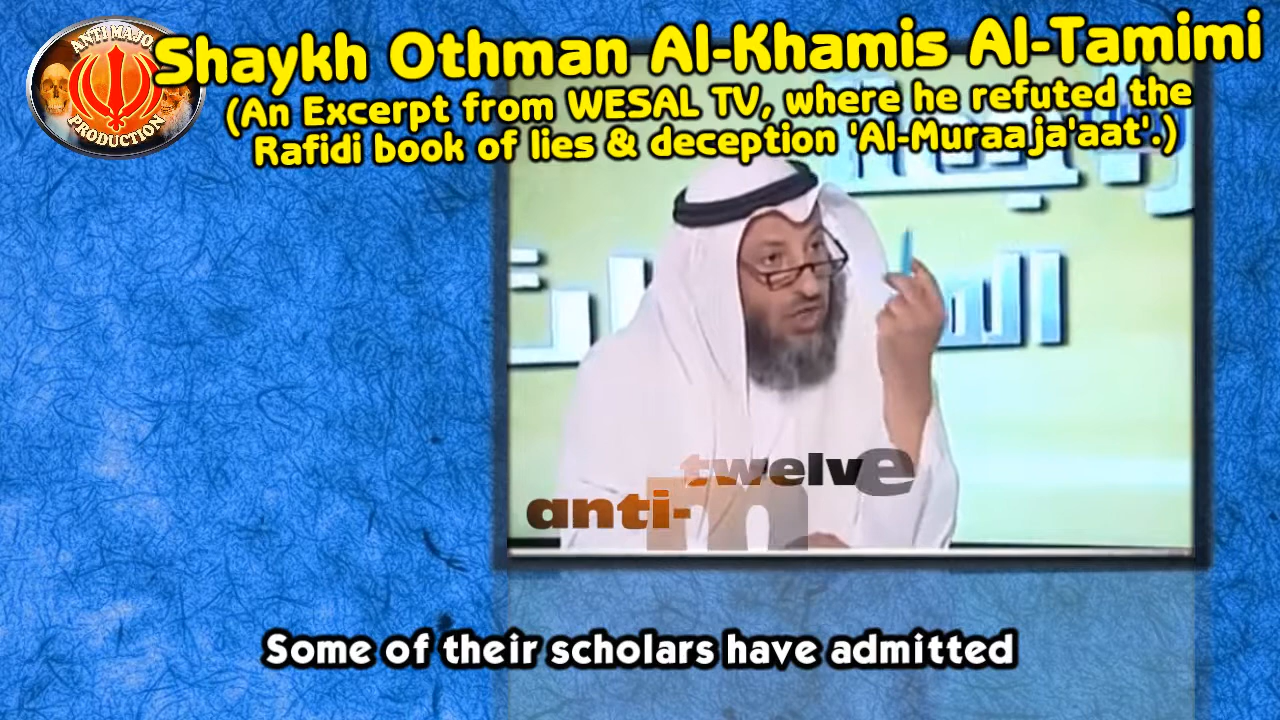 ANTI MAJO
PRODUCTION
Shaykh Othman Al-Khamis Al-Tamimi
(An Excerpt from WESAL TV, where he refuted the
Rafidi book of lies & deception 'Al-Muraaja'aat'.)
twelve
anti-
Some of their scholars have admitted